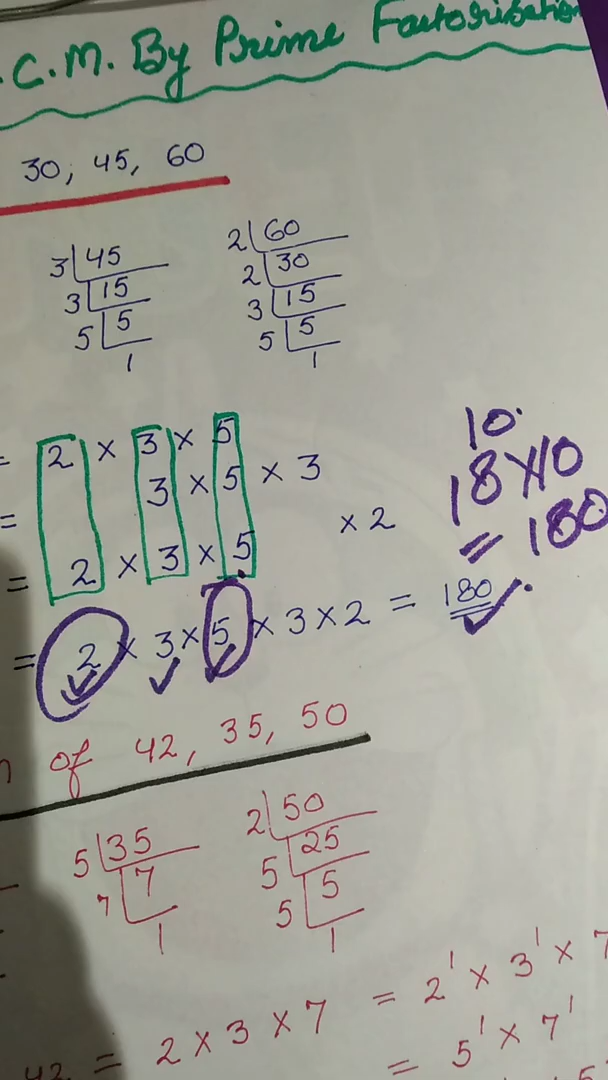 .C.M. By Prime Factorisation
30, 45, 60
3 45
3 15
5 5
1
2 60
2 30
3 15
5 5
1
= 2 × 3 × 5
= 3 × 5 × 3
= 2 × 3 × 5 × 2
= 2 × 3 × 5 × 3 × 2 = 180
10
18×10
= 180
of 42, 35, 50
5 35
7 7
1
2 50
5 25
5 5
1
42 = 2 × 3 × 7 = 2¹ × 3¹ × 7
= 5¹ × 7¹